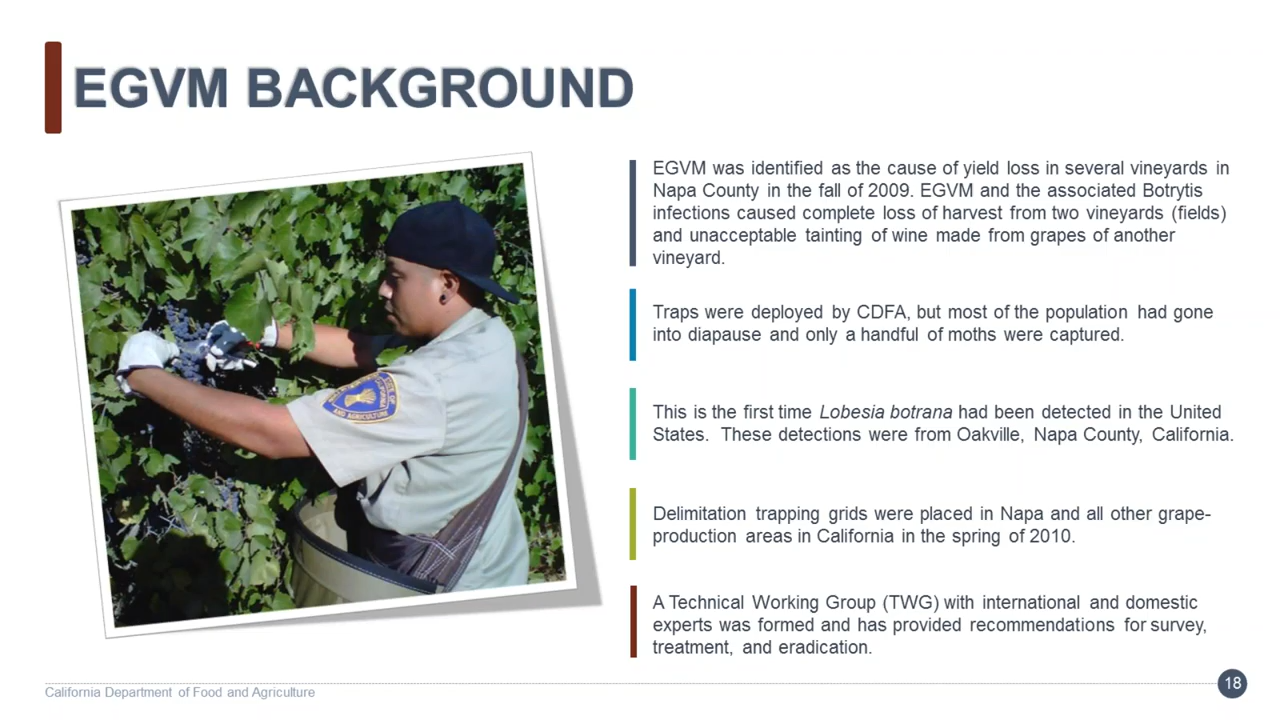 EGVM BACKGROUND
EGVM was identified as the cause of yield loss in several vineyards in
Napa County in the fall of 2009. EGVM and the associated Botrytis
infections caused complete loss of harvest from two vineyards (fields)
and unacceptable tainting of wine made from grapes of another
vineyard.
Traps were deployed by CDFA, but most of the population had gone
into diapause and only a handful of moths were captured.
This is the first time Lobesia botrana had been detected in the United
States. These detections were from Oakville, Napa County, California.
Delimitation trapping grids were placed in Napa and all other grape-
production areas in California in the spring of 2010.
A Technical Working Group (TWG) with international and domestic
experts was formed and has provided recommendations for survey,
treatment, and eradication.
AND AGRICULTURE
California Department of Food and Agriculture
18